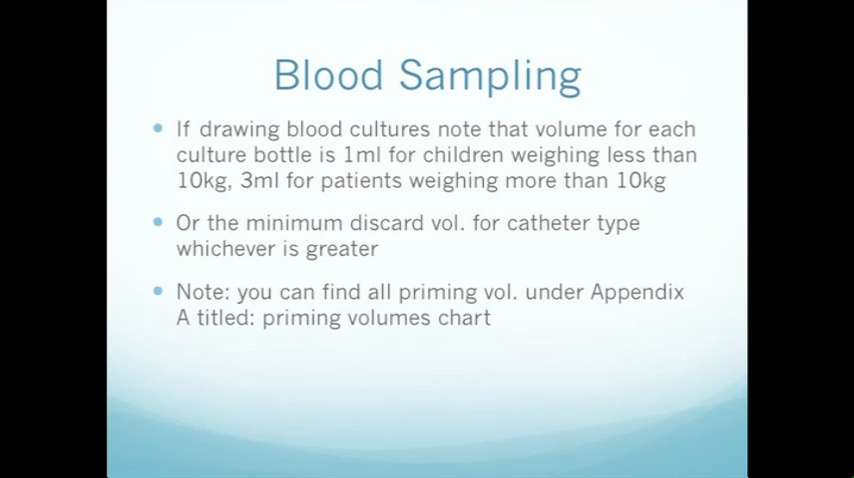 Blood Sampling
If drawing blood cultures note that volume for each
culture bottle is 1ml for children weighing less than
10kg, 3ml for patients weighing more than 10kg
Or the minimum discard vol. for catheter type
whichever is greater
Note: you can find all priming vol. under Appendix
A titled: priming volumes chart